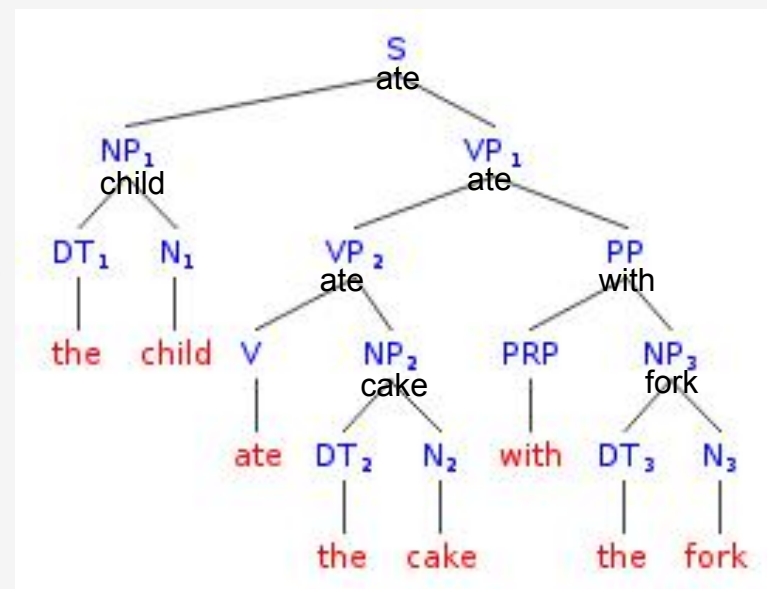 S
ate
NP₁ VP₁
child ate
DT₁ N₁ VP₂ PP
ate with
the child V NP₂ PRP NP₃
cake fork
ate DT₂ N₂ with DT₃ N₃
the cake the fork